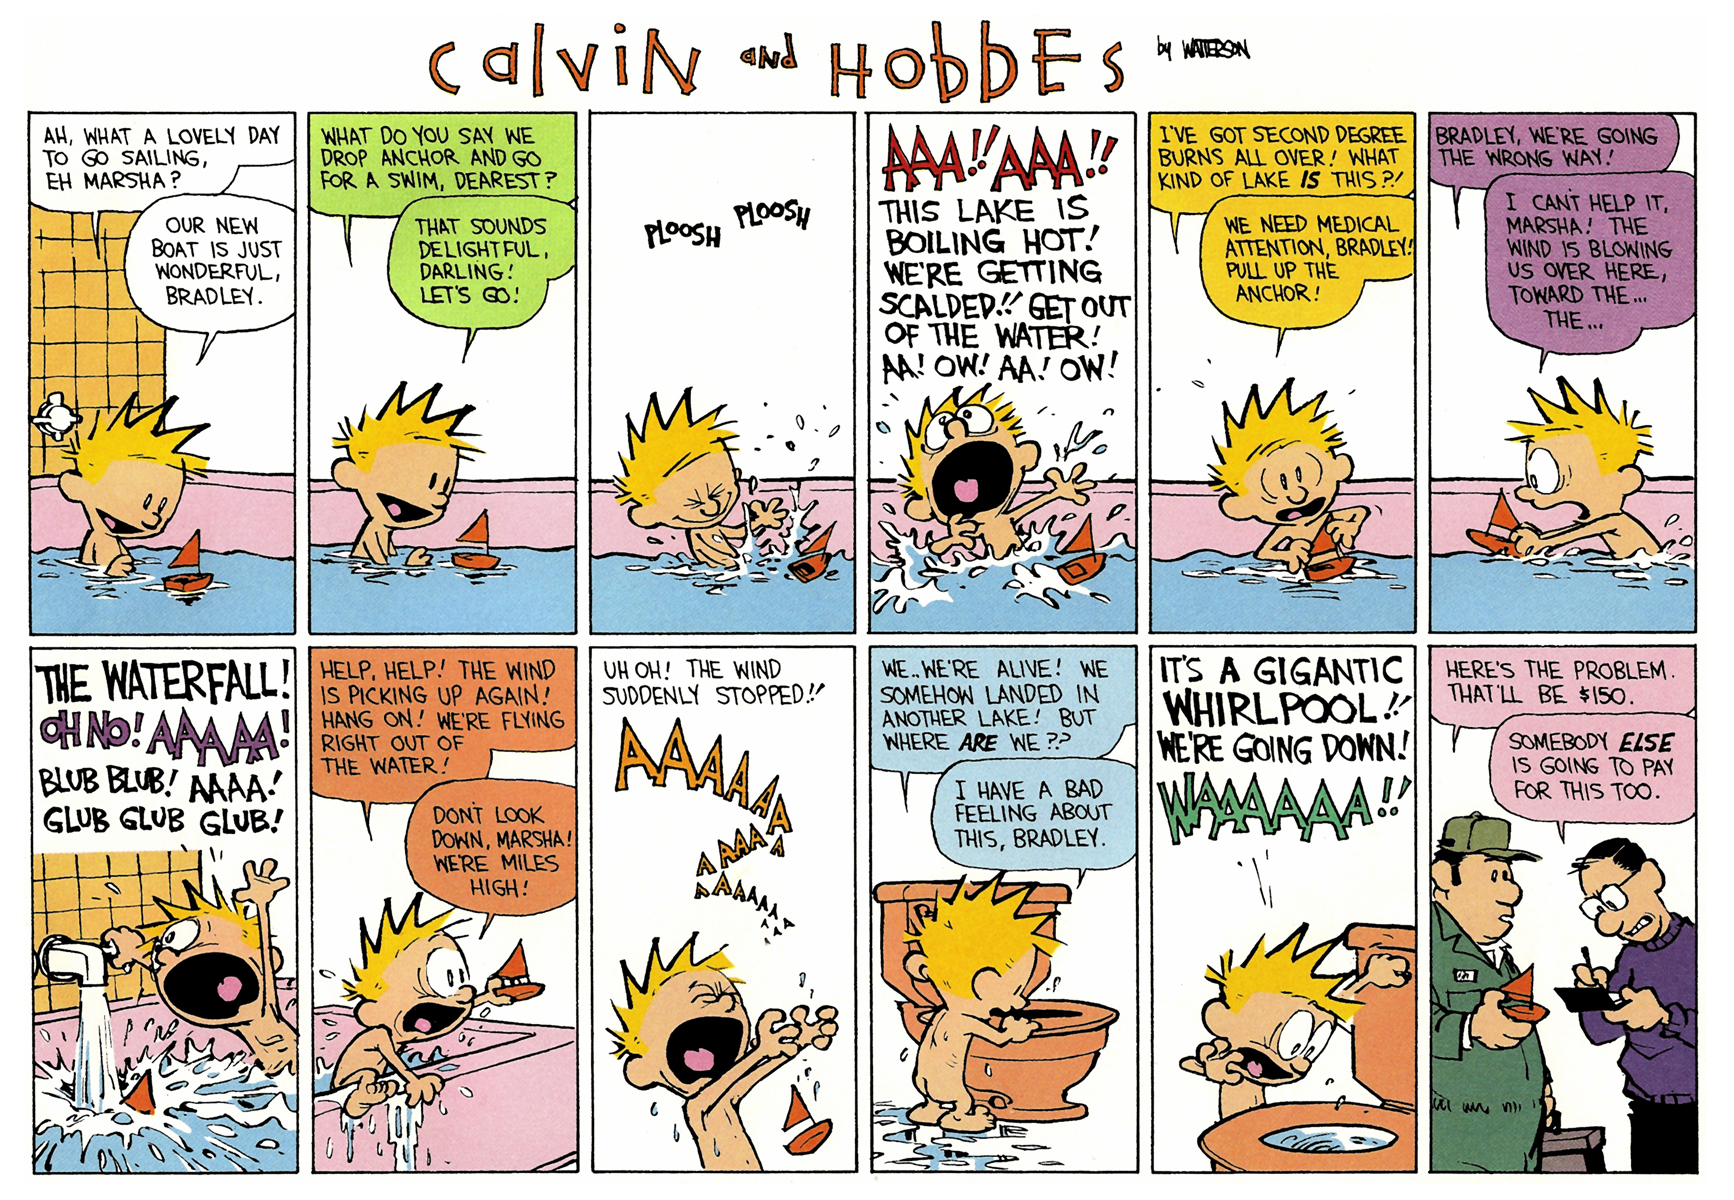 CALVIN AND HOBBES by WATTERSON
AH, WHAT A LOVELY DAY
TO GO SAILING,
EH MARSHA?
OUR NEW
BOAT IS JUST
WONDERFUL,
BRADLEY.
WHAT DO YOU SAY WE
DROP ANCHOR AND GO
FOR A SWIM, DEAREST?
THAT SOUNDS
DELIGHTFUL,
DARLING!
LET'S GO!
PLOOSH PLOOSH
AAA!! AAA!!
THIS LAKE IS
BOILING HOT!
WE'RE GETTING
SCALDED!! GET OUT
OF THE WATER!
AA! OW! AA! OW!
I'VE GOT SECOND DEGREE
BURNS ALL OVER! WHAT
KIND OF LAKE IS THIS?!
WE NEED MEDICAL
ATTENTION, BRADLEY!
PULL UP THE
ANCHOR!
BRADLEY, WE'RE GOING
THE WRONG WAY!
I CAN'T HELP IT,
MARSHA! THE
WIND IS BLOWING
US OVER HERE,
TOWARD THE...
THE...
THE WATERFALL!
OH NO! AAAAA!
BLUB BLUB! AAAA!
GLUB GLUB GLUB!
HELP, HELP! THE WIND
IS PICKING UP AGAIN!
HANG ON! WE'RE FLYING
RIGHT OUT OF
THE WATER!
DON'T LOOK
DOWN, MARSHA!
WE'RE MILES
HIGH!
UH OH! THE WIND
SUDDENLY STOPPED!!
AAAAAAA
AAAAA
AAAAAAAAAA
WE.. WE'RE ALIVE! WE
SOMEHOW LANDED IN
ANOTHER LAKE! BUT
WHERE ARE WE??
I HAVE A BAD
FEELING ABOUT
THIS, BRADLEY.
IT'S A GIGANTIC
WHIRLPOOL!!
WE'RE GOING DOWN!
WAAAAAA!!
HERE'S THE PROBLEM.
THAT'LL BE $150.
SOMEBODY ELSE
IS GOING TO PAY
FOR THIS TOO.